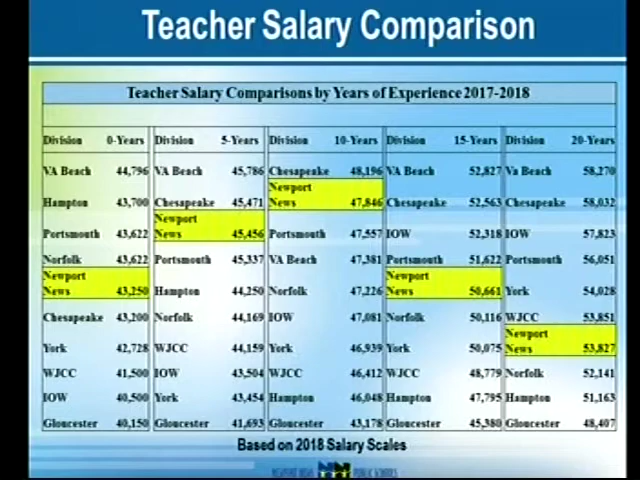 Teacher Salary Comparison
Teacher Salary Comparisons by Years of Experience 2017-2018
Division 0-Years Division 5-Years Division 10-Years Division 15-Years Division 20-Years
VA Beach 44,796 VA Beach 45,786 Chesapeake 48,196 VA Beach 52,827 Va Beach 58,270
Hampton 43,700 Chesapeake 45,471 Newport News 47,846 Chesapeake 52,563 Chesapeake 58,032
Portsmouth 43,622 Newport News 45,456 Portsmouth 47,557 IOW 52,318 IOW 57,823
Norfolk 43,622 Portsmouth 45,337 VA Beach 47,381 Portsmouth 51,622 Portsmouth 56,051
Newport News 43,250 Hampton 44,250 Norfolk 47,226 Newport News 50,661 York 54,028
Chesapeake 43,200 Norfolk 44,169 IOW 47,081 Norfolk 50,116 WJCC 53,851
York 42,728 WJCC 44,159 York 46,939 York 50,075 Newport News 53,827
WJCC 41,500 IOW 43,504 WJCC 46,412 WJCC 48,779 Norfolk 52,141
IOW 40,500 York 43,454 Hampton 46,048 Hampton 47,795 Hampton 51,163
Gloucester 40,150 Gloucester 41,693 Gloucester 43,178 Gloucester 45,380 Gloucester 48,407
Based on 2018 Salary Scales
NEWPORT NEWS NN PUBLIC SCHOOLS